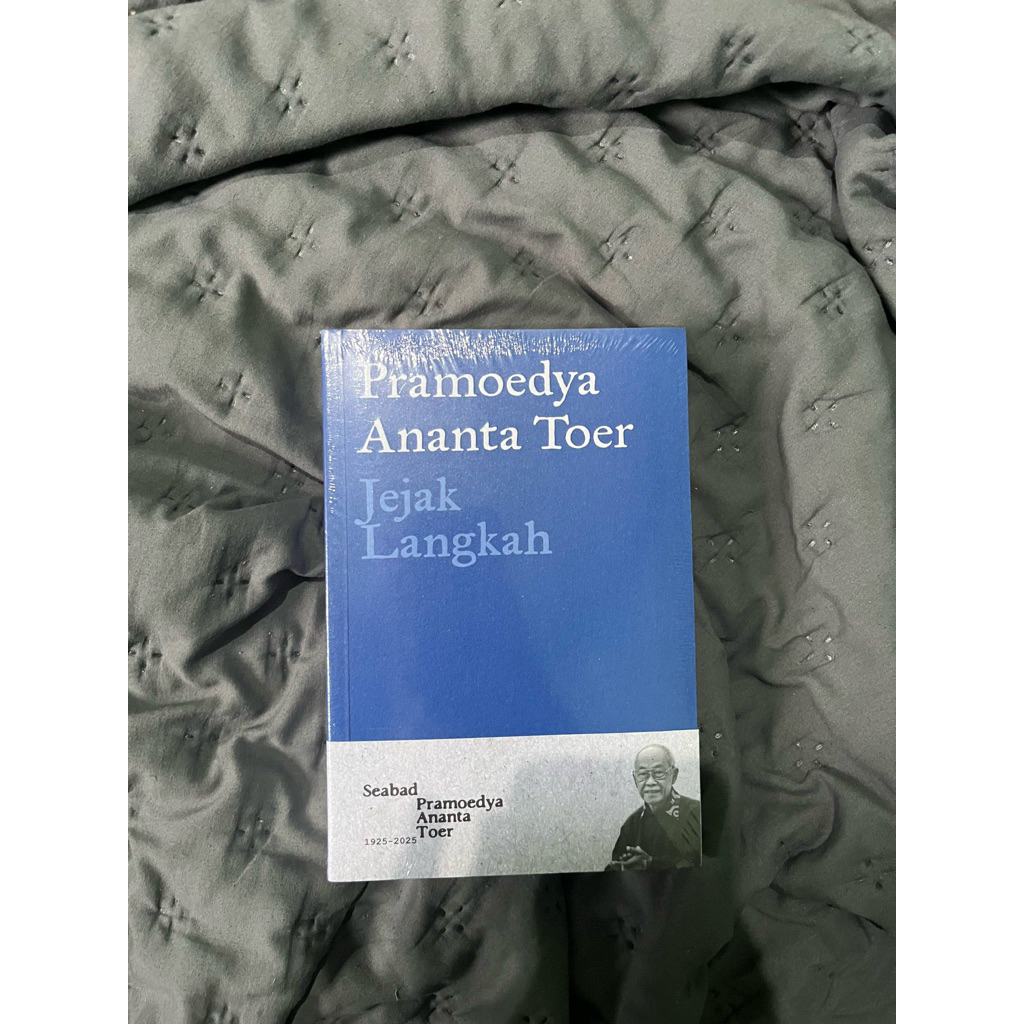 Pramoedya
Ananta Toer
Jejak
Langkah
Seabad
Pramoedya
Ananta
Toer
1925-2025